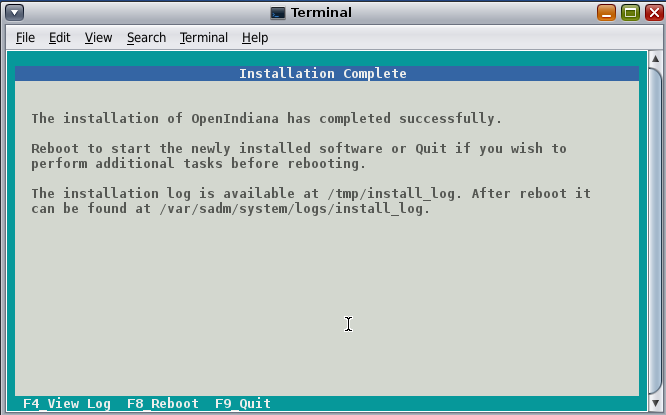 Terminal
File Edit View Search Terminal Help
Installation Complete
The installation of OpenIndiana has completed successfully.
Reboot to start the newly installed software or Quit if you wish to
perform additional tasks before rebooting.
The installation log is available at /tmp/install_log. After reboot it
can be found at /var/sadm/system/logs/install_log.
F4_View Log F8_Reboot F9_Quit